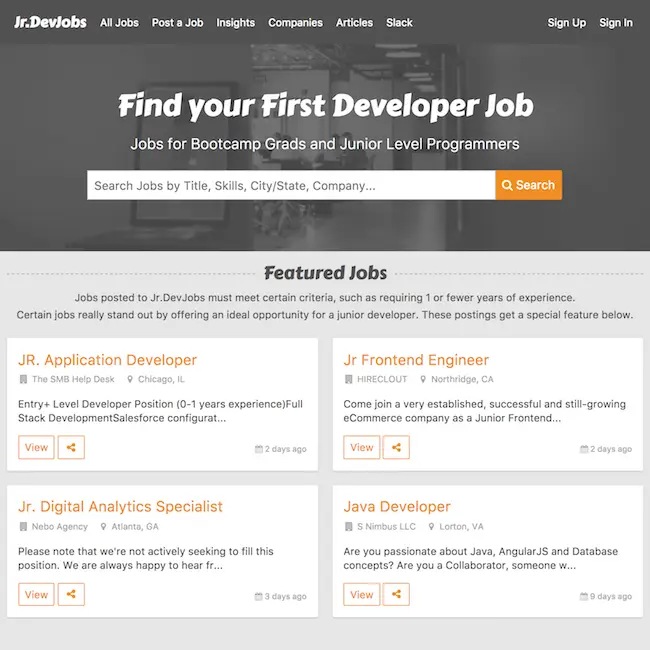 Jr.DevJobs All Jobs Post a Job Insights Companies Articles Slack Sign Up Sign In
Find your First Developer Job
Jobs for Bootcamp Grads and Junior Level Programmers
Search Jobs by Title, Skills, City/State, Company... Search
Featured Jobs
Jobs posted to Jr.DevJobs must meet certain criteria, such as requiring 1 or fewer years of experience.
Certain jobs really stand out by offering an ideal opportunity for a junior developer. These postings get a special feature below.
JR. Application Developer
The SMB Help Desk Chicago, IL
Entry+ Level Developer Position (0-1 years experience)Full
Stack DevelopmentSalesforce configurat...
View 2 days ago
Jr Frontend Engineer
HIRECLOUT Northridge, CA
Come join a very established, successful and still-growing
eCommerce company as a Junior Frontend...
View 2 days ago
Jr. Digital Analytics Specialist
Nebo Agency Atlanta, GA
Please note that we're not actively seeking to fill this
position. We are always happy to hear fr...
View 3 days ago
Java Developer
S Nimbus LLC Lorton, VA
Are you passionate about Java, AngularJS and Database
concepts? Are you a Collaborator, someone w...
View 9 days ago